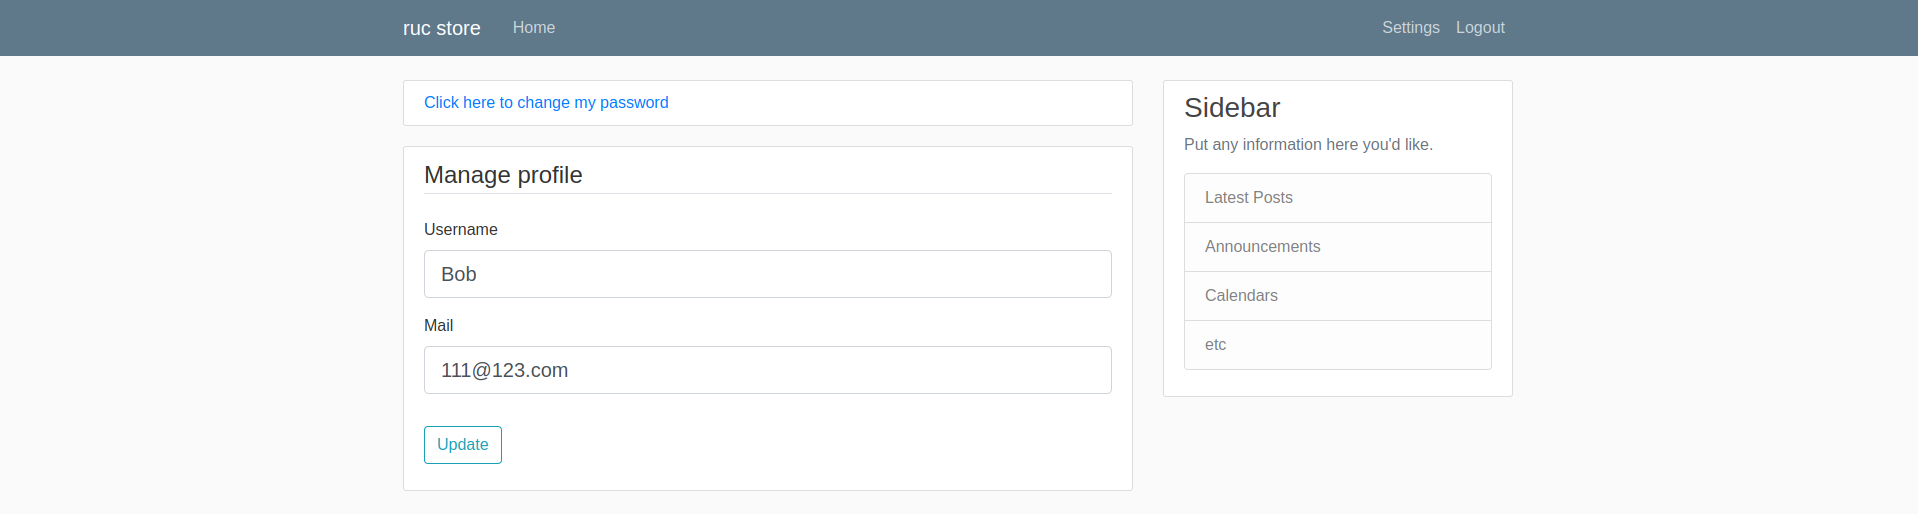 ruc store Home Settings Logout
Click here to change my password
Manage profile
Username
Bob
Mail
111@123.com
Update
Sidebar
Put any information here you'd like.
Latest Posts
Announcements
Calendars
etc